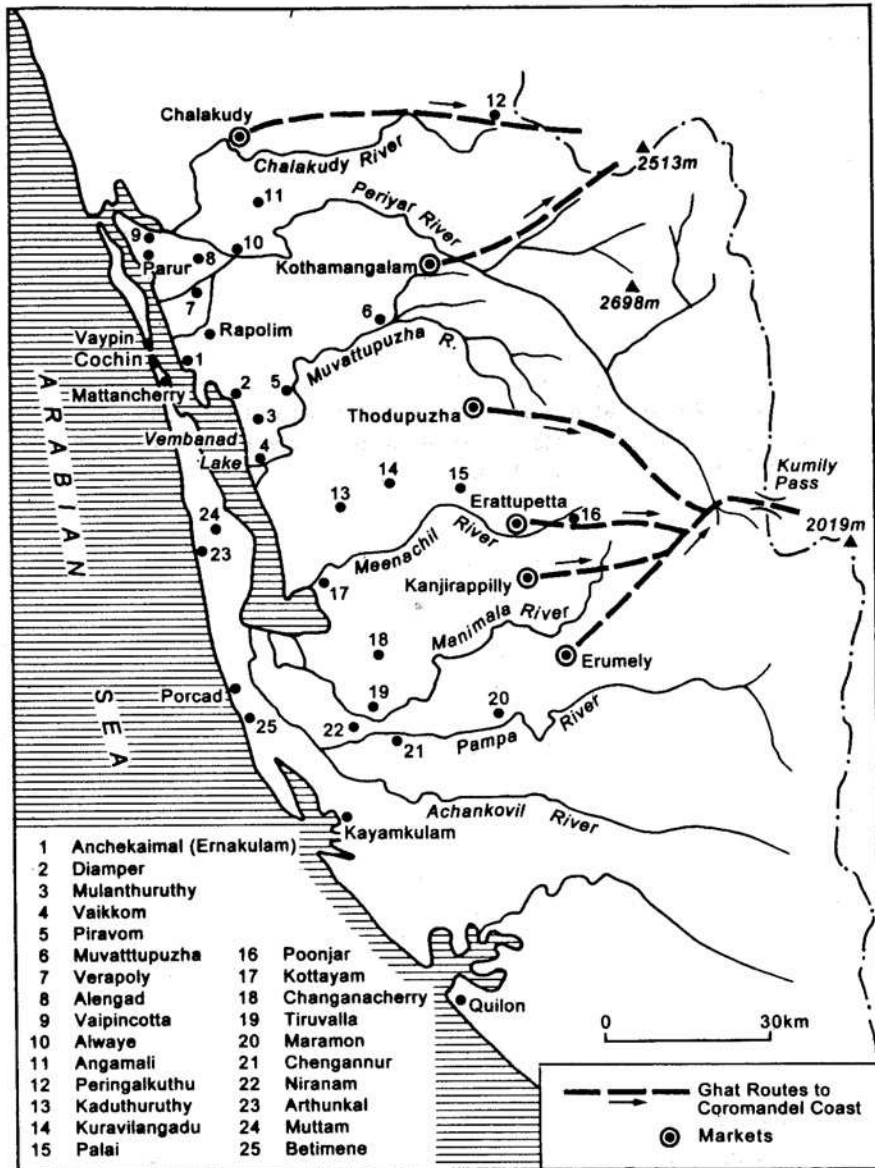 12
Chalakudy
Chalakudy River
2513m
11
Periyar River
9
10
Parur
8
Kothamangalam
2698m
7
6
Rapolim
Vaypin
Cochin
1
Muvattupuzha R.
Mattancherry
2
5
3
Thodupuzha
Vembanad
Lake
4
ARABIAN SEA
14
15
Kumily
Pass
13
Erattupetta
16
24
2019m
23
Meenachil River
17
Kanjirappilly
Manimala River
18
Erumely
Porcad
19
20
25
22
21
Pampa River
Achankovil River
Kayamkulam
Quilon
1 Anchekaimal (Ernakulam)
2 Diamper
3 Mulanthuruthy
4 Vaikkom
5 Piravom
6 Muvatttupuzha
7 Verapoly
8 Alengad
9 Vaipincotta
10 Alwaye
11 Angamali
12 Peringalkuthu
13 Kaduthuruthy
14 Kuravilangadu
15 Palai
16 Poonjar
17 Kottayam
18 Changanacherry
19 Tiruvalla
20 Maramon
21 Chengannur
22 Niranam
23 Arthunkal
24 Muttam
25 Betimene
0 30km
Ghat Routes to
Coromandel Coast
Markets